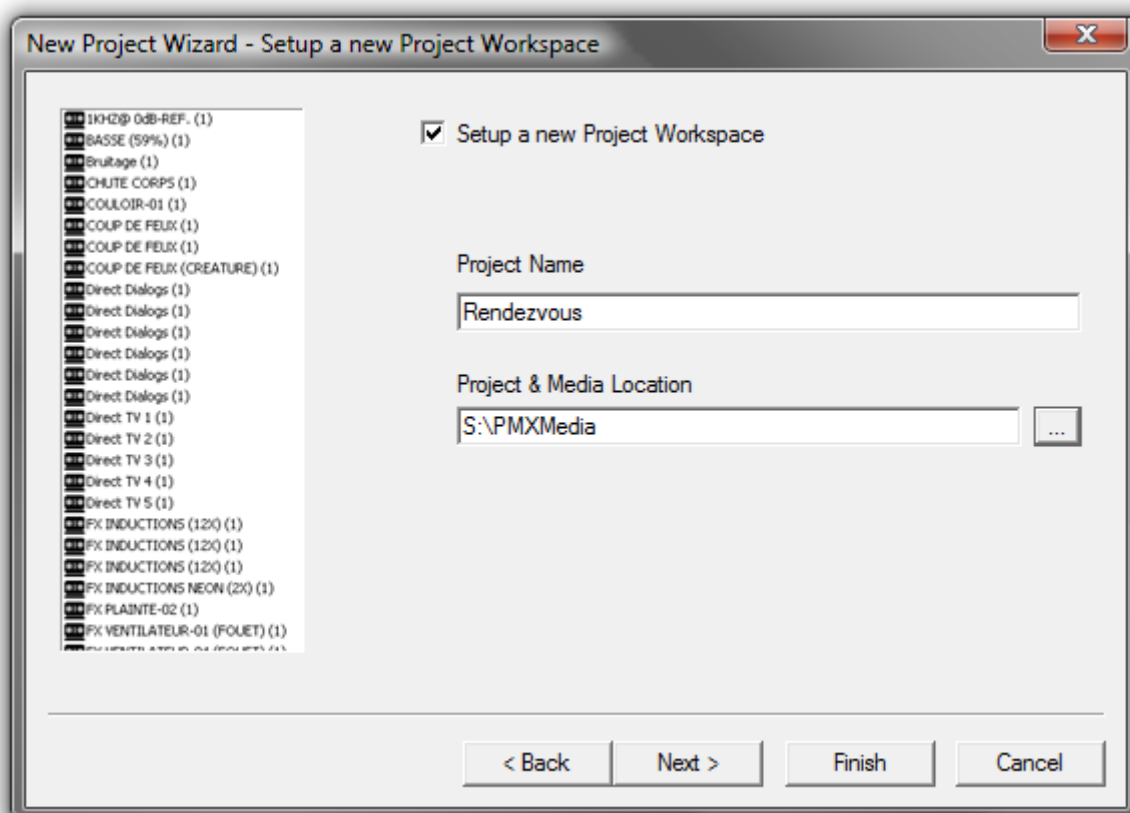 New Project Wizard - Setup a new Project Workspace
1KHZ@ 0dB-REF. (1)
BASSE (59%) (1)
Bruitage (1)
CHUTE CORPS (1)
COULOIR-01 (1)
COUP DE FEUX (1)
COUP DE FEUX (1)
COUP DE FEUX (CREATURE) (1)
Direct Dialogs (1)
Direct Dialogs (1)
Direct Dialogs (1)
Direct Dialogs (1)
Direct Dialogs (1)
Direct Dialogs (1)
Direct TV 1 (1)
Direct TV 2 (1)
Direct TV 3 (1)
Direct TV 4 (1)
Direct TV 5 (1)
FX INDUCTIONS (12X) (1)
FX INDUCTIONS (12X) (1)
FX INDUCTIONS (12X) (1)
FX INDUCTIONS NEON (2X) (1)
FX PLAINTE-02 (1)
FX VENTILATEUR-01 (FOUET) (1)
Setup a new Project Workspace
Project Name
Rendezvous
Project & Media Location
S:\PMXMedia
...
< Back
Next >
Finish
Cancel